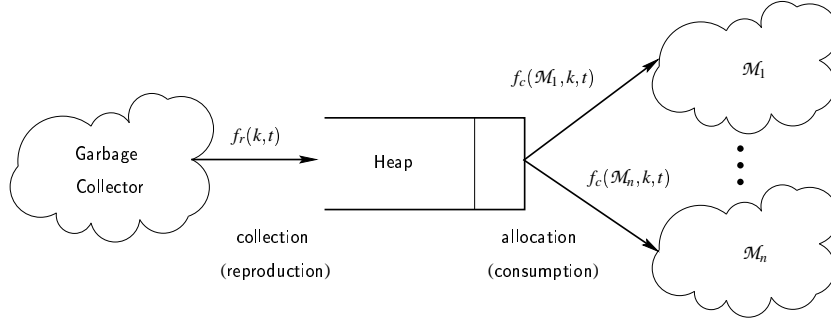 Garbage
Collector
f_r(k,t)
Heap
f_c(ℳ_1,k,t)
f_c(ℳ_n,k,t)
ℳ_1
ℳ_n
collection
(reproduction)
allocation
(consumption)